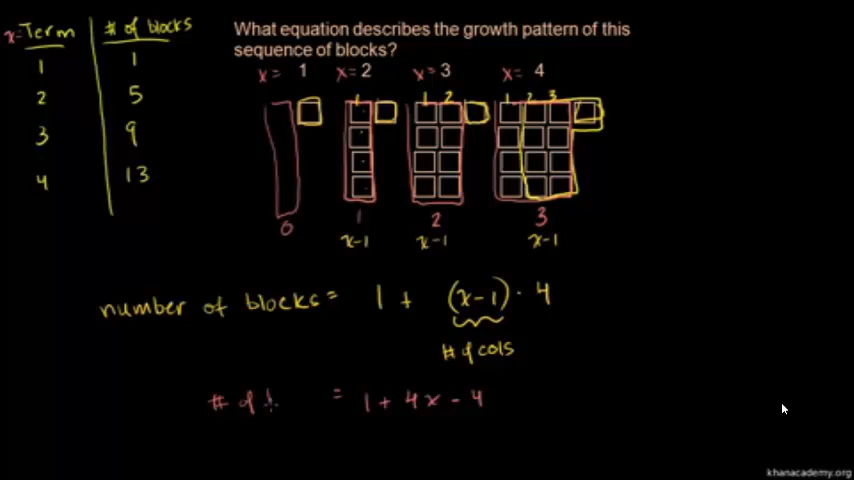 What equation describes the growth pattern of this
sequence of blocks?
x= Term # of blocks
1 1
2 5
3 9
4 13
x= 1 x= 2 x= 3 x= 4
1 1 2 1 2 3
0 1 2 3
x-1 x-1 x-1
number of blocks = 1 + (x-1) · 4
# of cols
# of = 1 + 4x - 4
khanacademy.org